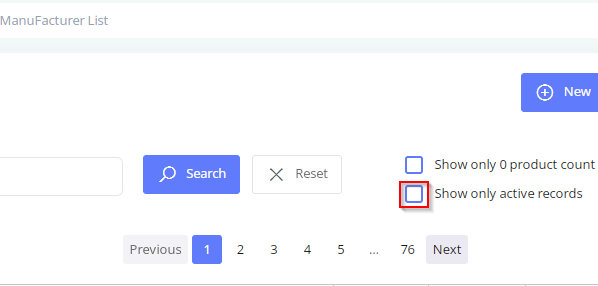 ManuFacturer List
New
Search
Reset
Show only 0 product count
Show only active records
Previous 1 2 3 4 5 ... 76 Next